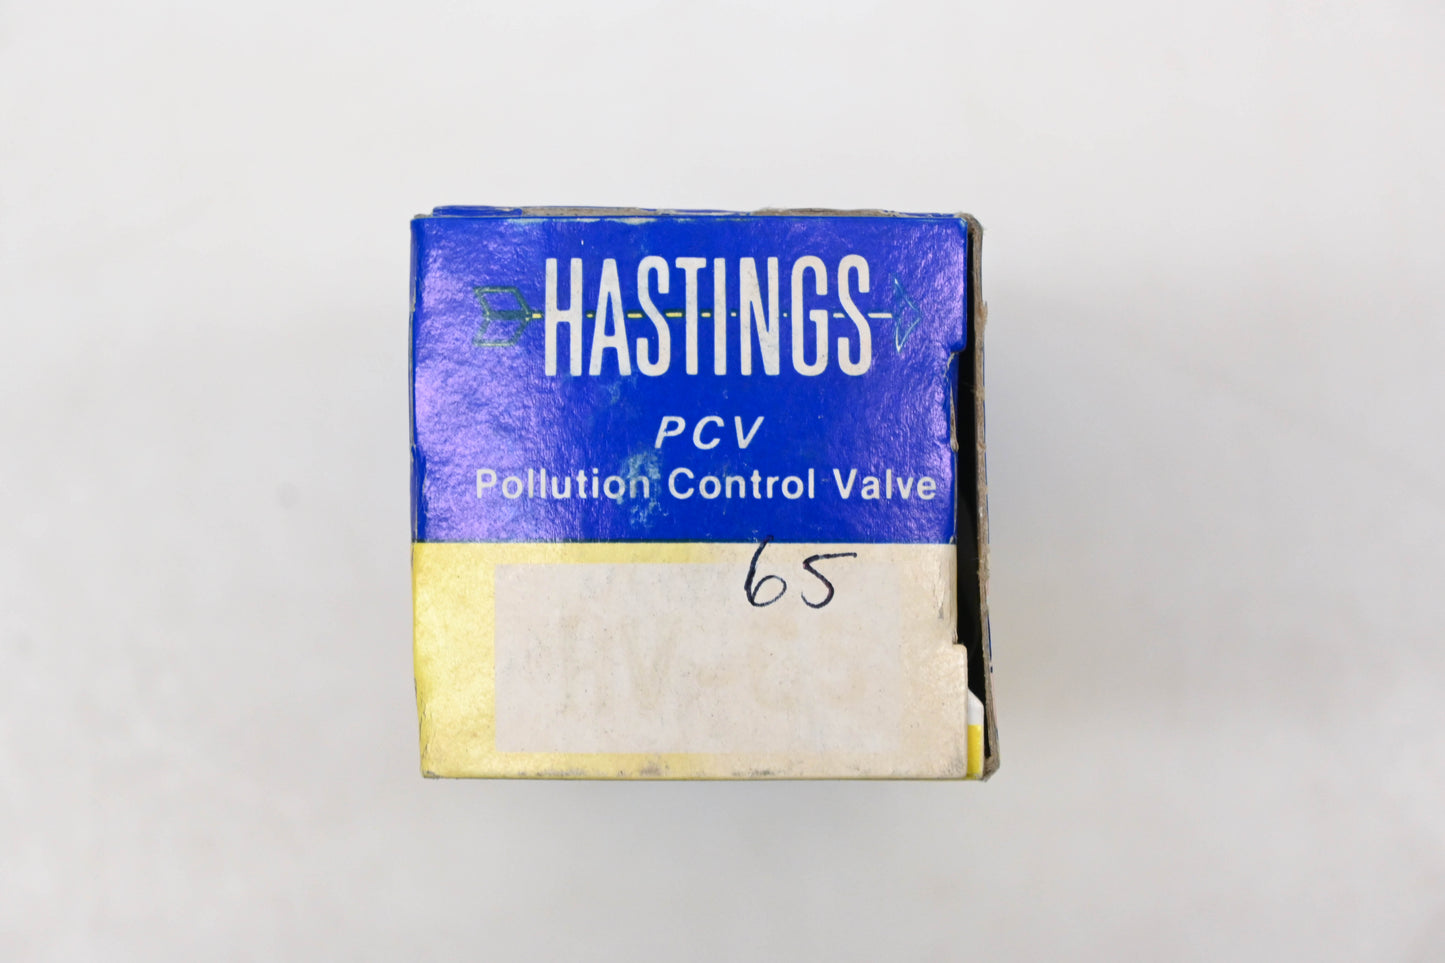 HASTINGS
PCV
Pollution Control Valve
65